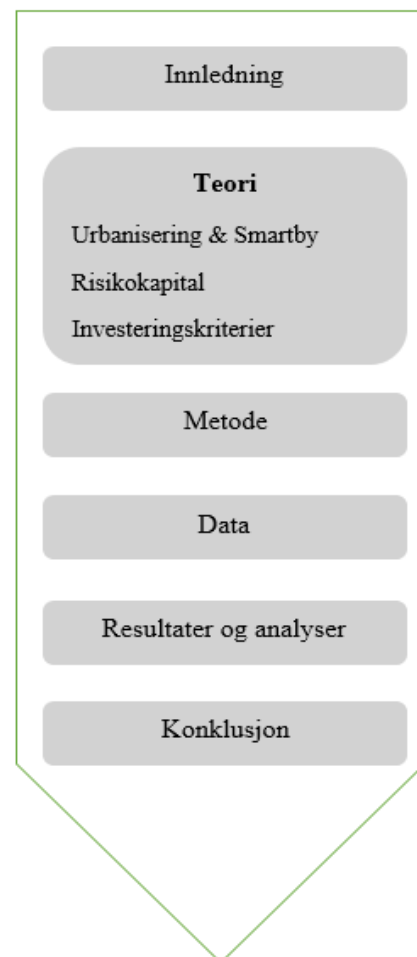 Innledning
Teori
Urbanisering & Smartby
Risikokapital
Investeringskriterier
Metode
Data
Resultater og analyser
Konklusjon